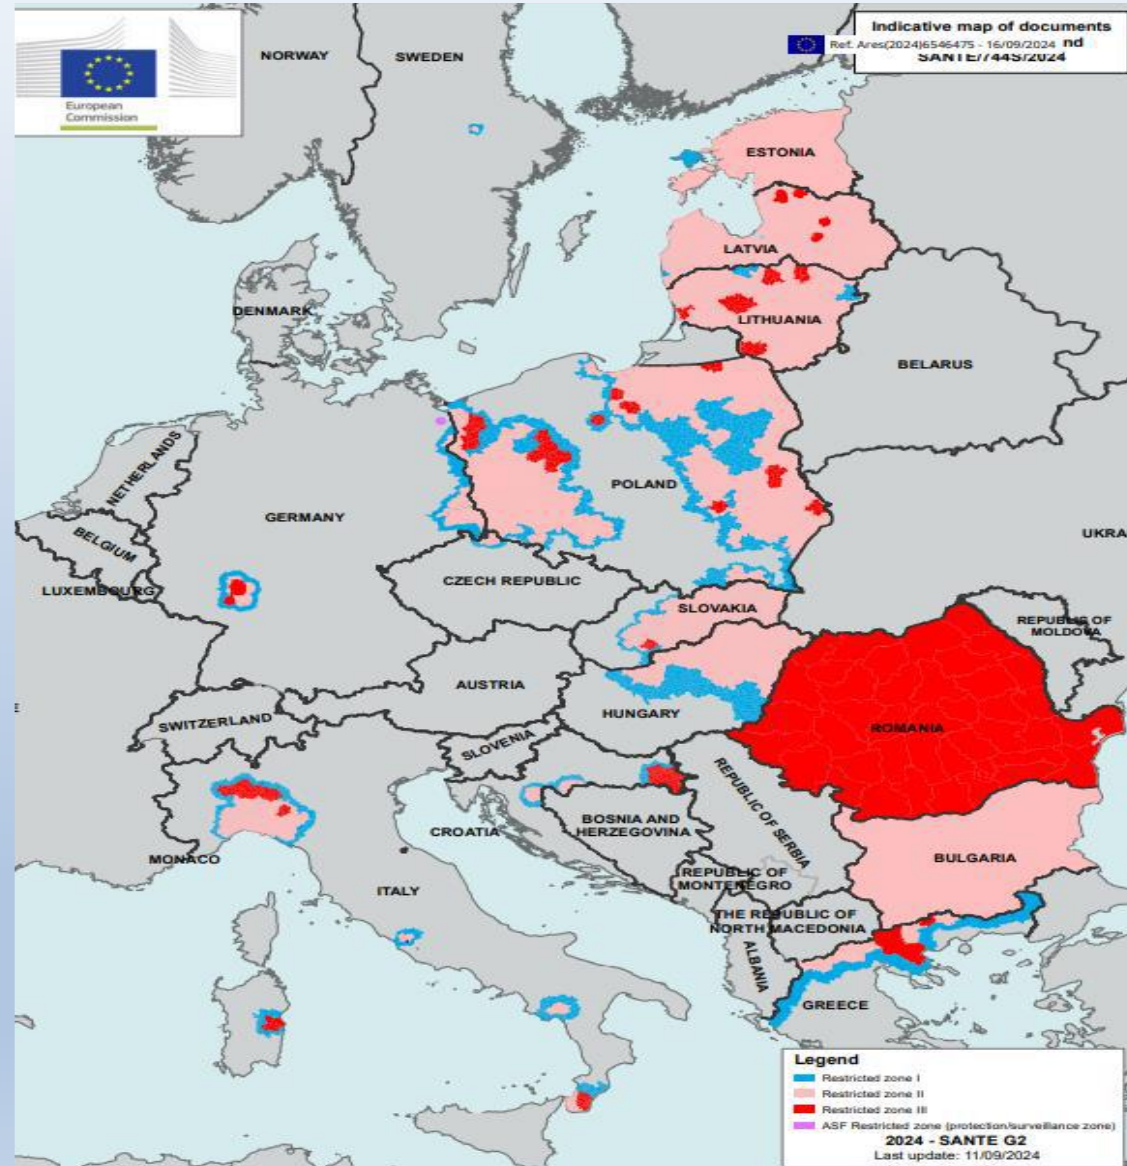 European
Commission
Indicative map of documents
Ref. Ares(2024)6546475 - 16/09/2024 nd
SANTE/7445/2024
NORWAY
SWEDEN
ESTONIA
LATVIA
DENMARK
LITHUANIA
BELARUS
NETHERLANDS
POLAND
GERMANY
BELGIUM
UKRA
LUXEMBOURG
CZECH REPUBLIC
SLOVAKIA
REPUBLIC OF
MOLDOVA
AUSTRIA
E
SWITZERLAND
HUNGARY
ROMANIA
SLOVENIA
REPUBLIC OF SERBIA
BOSNIA AND
HERZEGOVINA
CROATIA
MONACO
BULGARIA
ITALY
REPUBLIC OF
MONTENEGRO
THE REPUBLIC OF
NORTH MACEDONIA
ALBANIA
GREECE
Legend
Restricted zone I
Restricted zone II
Restricted zone III
ASF Restricted zone (protection/surveillance zone)
2024 - SANTE G2
Last update: 11/09/2024